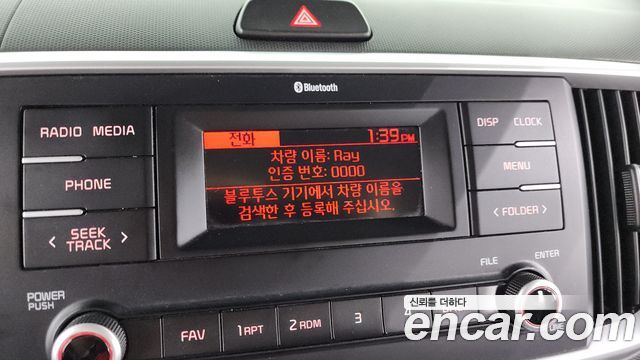 Bluetooth
RADIO MEDIA
PHONE
SEEK
TRACK
전화 1:39 PM
차량 이름: Ray
인증 번호: 0000
블루투스 기기에서 차량 이름을
검색한 후 등록해 주십시오.
DISP CLOCK
MENU
FOLDER
POWER
PUSH
FILE
ENTER
FAV
1 RPT
2 RDM
3
4
신뢰를 더하다
encar.com